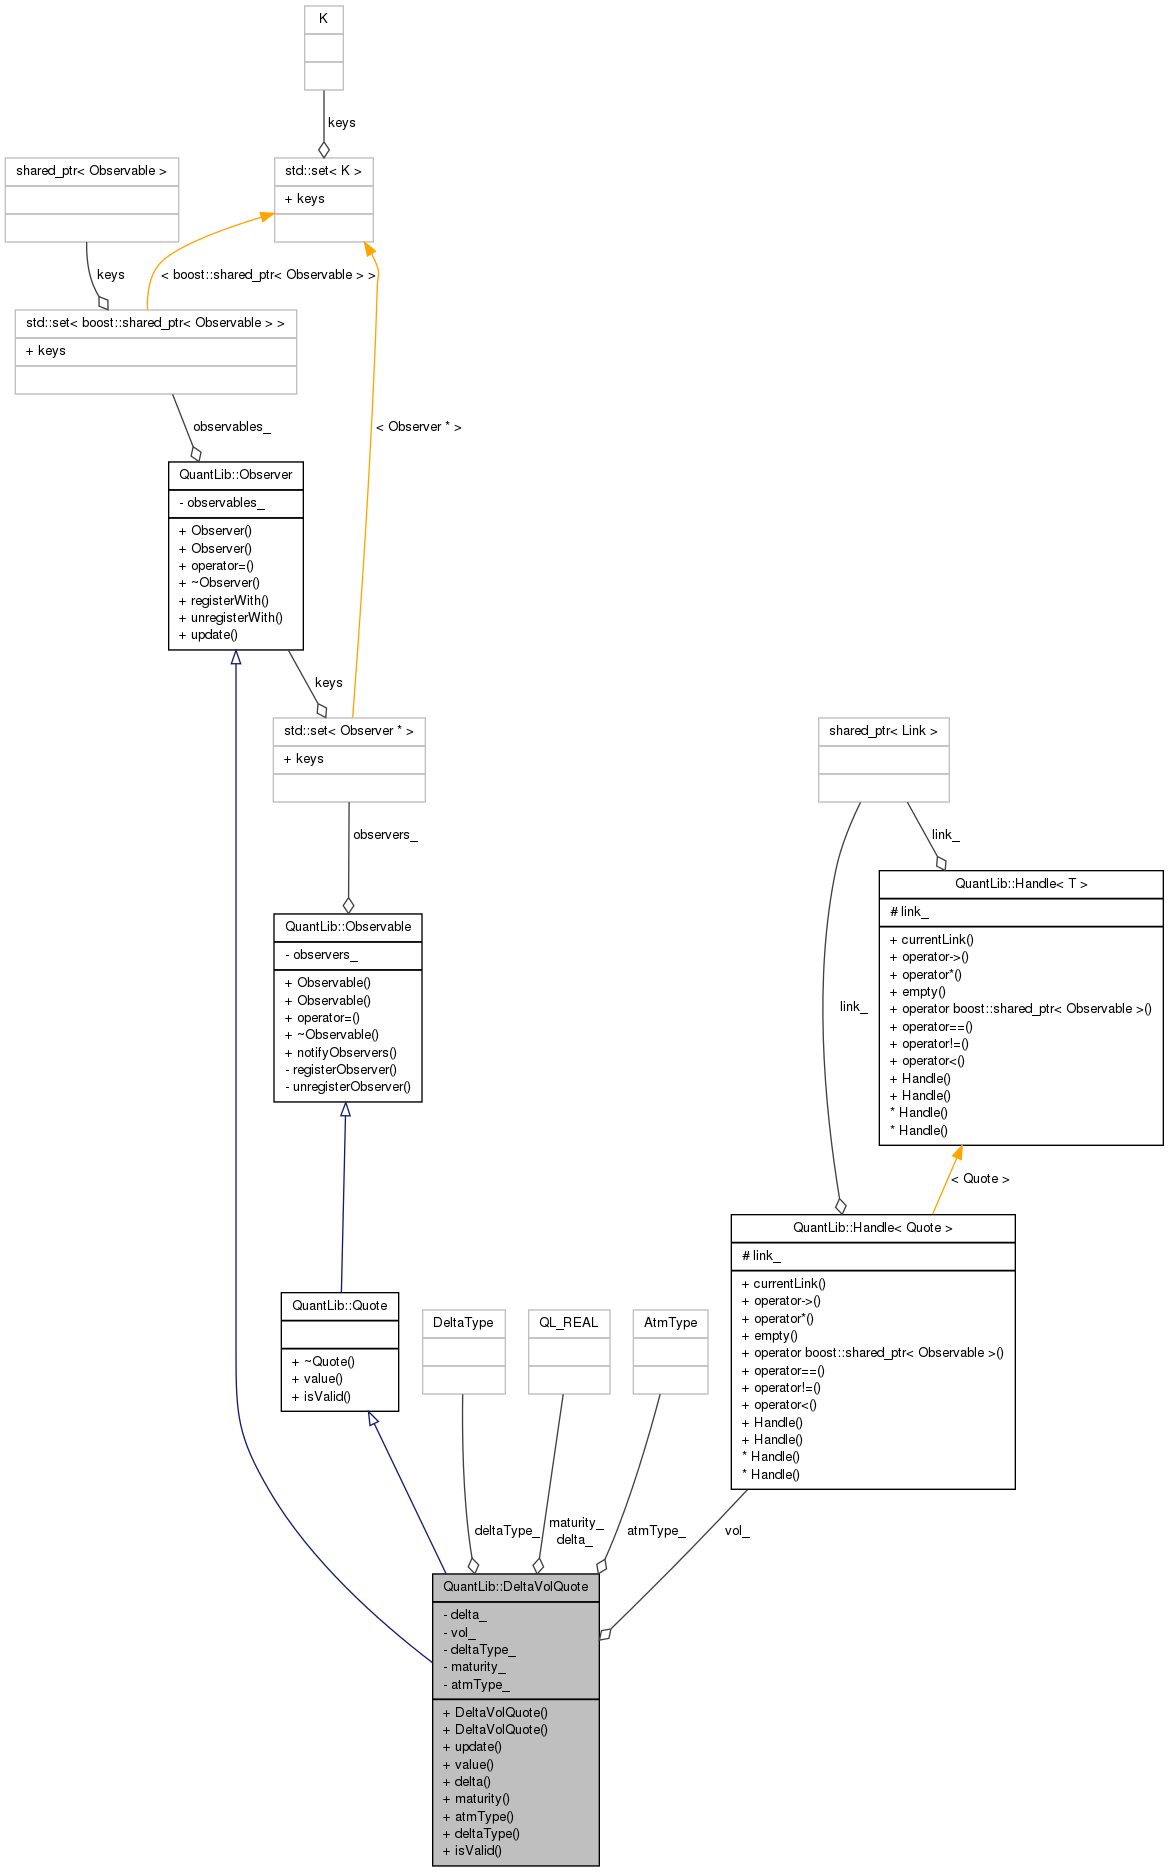 K
keys
shared_ptr< Observable >
std::set< K >
+ keys
keys
< boost::shared_ptr< Observable > >
std::set< boost::shared_ptr< Observable > >
+ keys
observables_
< Observer * >
QuantLib::Observer
- observables_
+ Observer()
+ Observer()
+ operator=()
+ ~Observer()
+ registerWith()
+ unregisterWith()
+ update()
keys
std::set< Observer * >
+ keys
shared_ptr< Link >
observers_
link_
QuantLib::Handle< T >
# link_
+ currentLink()
+ operator->()
+ operator*()
+ empty()
+ operator boost::shared_ptr< Observable >()
+ operator==()
+ operator!=()
+ operator<()
+ Handle()
+ Handle()
* Handle()
* Handle()
QuantLib::Observable
- observers_
+ Observable()
+ Observable()
+ operator=()
+ ~Observable()
+ notifyObservers()
- registerObserver()
- unregisterObserver()
link_
< Quote >
QuantLib::Handle< Quote >
# link_
+ currentLink()
+ operator->()
+ operator*()
+ empty()
+ operator boost::shared_ptr< Observable >()
+ operator==()
+ operator!=()
+ operator<()
+ Handle()
+ Handle()
* Handle()
* Handle()
QuantLib::Quote
+ ~Quote()
+ value()
+ isValid()
DeltaType
QL_REAL
AtmType
deltaType_
maturity_
delta_
atmType_
vol_
QuantLib::DeltaVolQuote
- delta_
- vol_
- deltaType_
- maturity_
- atmType_
+ DeltaVolQuote()
+ DeltaVolQuote()
+ update()
+ value()
+ delta()
+ maturity()
+ atmType()
+ deltaType()
+ isValid()